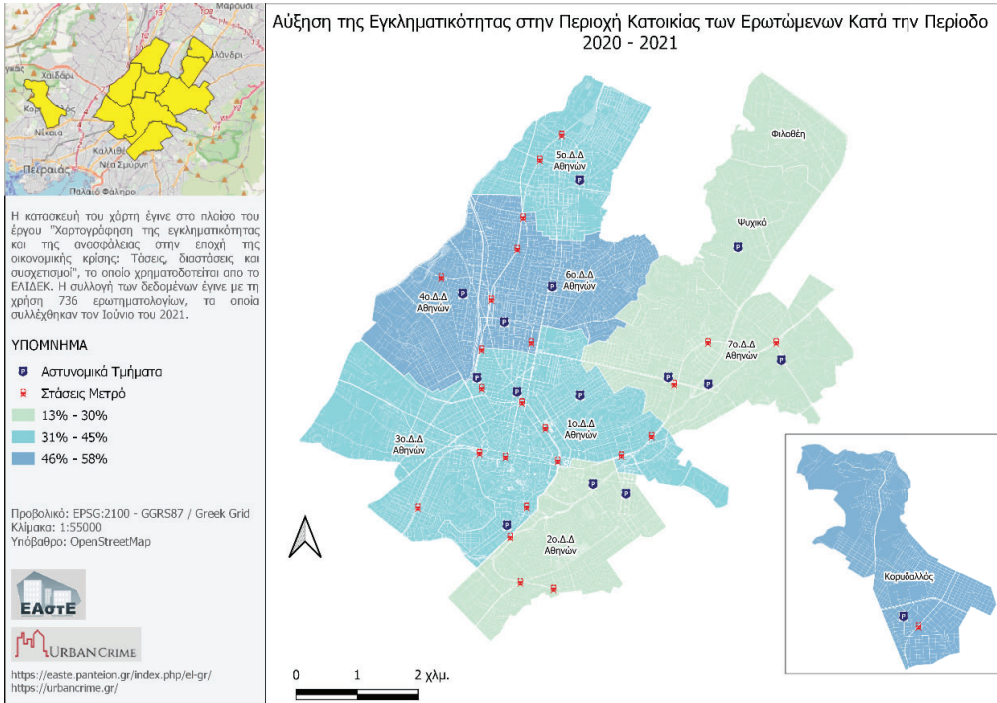 Αύξηση της Εγκληματικότητας στην Περιοχή Κατοικίας των Ερωτώμενων Κατά την Περίοδο
2020 - 2021
Μαρουσι
Χαϊδάρι
Νίκαια
Καλλιθέ
Νέα Σμύρνη
Πειραιάς
Παλαιό Φάληρο
Η κατασκευή του χάρτη έγινε στο πλαίσο του
έργου "Χαρτογράφηση της εγκληματικότητας
και της ανασφάλειας στην εποχή της
οικονομικής κρίσης: Τάσεις, διαστάσεις και
συσχετισμοί", το οποίο χρηματοδοτείται απο το
ΕΛΙΔΕΚ. Η συλλογή των δεδομένων έγινε με τη
χρήση 736 ερωτηματολογίων, τα οποία
συλλέχθηκαν τον Ιούνιο του 2021.
ΥΠΟΜΝΗΜΑ
Αστυνομικά Τμήματα
Στάσεις Μετρό
13% - 30%
31% - 45%
46% - 58%
Προβολικό: EPSG:2100 - GGRS87 / Greek Grid
Κλίμακα: 1:55000
Υπόβαθρο: OpenStreetMap
ΕΑστΕ
URBANCRIME
https://easte.panteion.gr/index.php/el-gr/
https://urbancrime.gr/
Φιλοθέη
5ο.Δ.Δ
Αθηνών
Ψυχικό
6ο.Δ.Δ
Αθηνών
4ο.Δ.Δ
Αθηνών
7ο.Δ.Δ
Αθηνών
1ο.Δ.Δ
Αθηνών
3ο.Δ.Δ
Αθηνών
2ο.Δ.Δ
Αθηνών
Κορυδαλλός
0 1 2 χλμ.